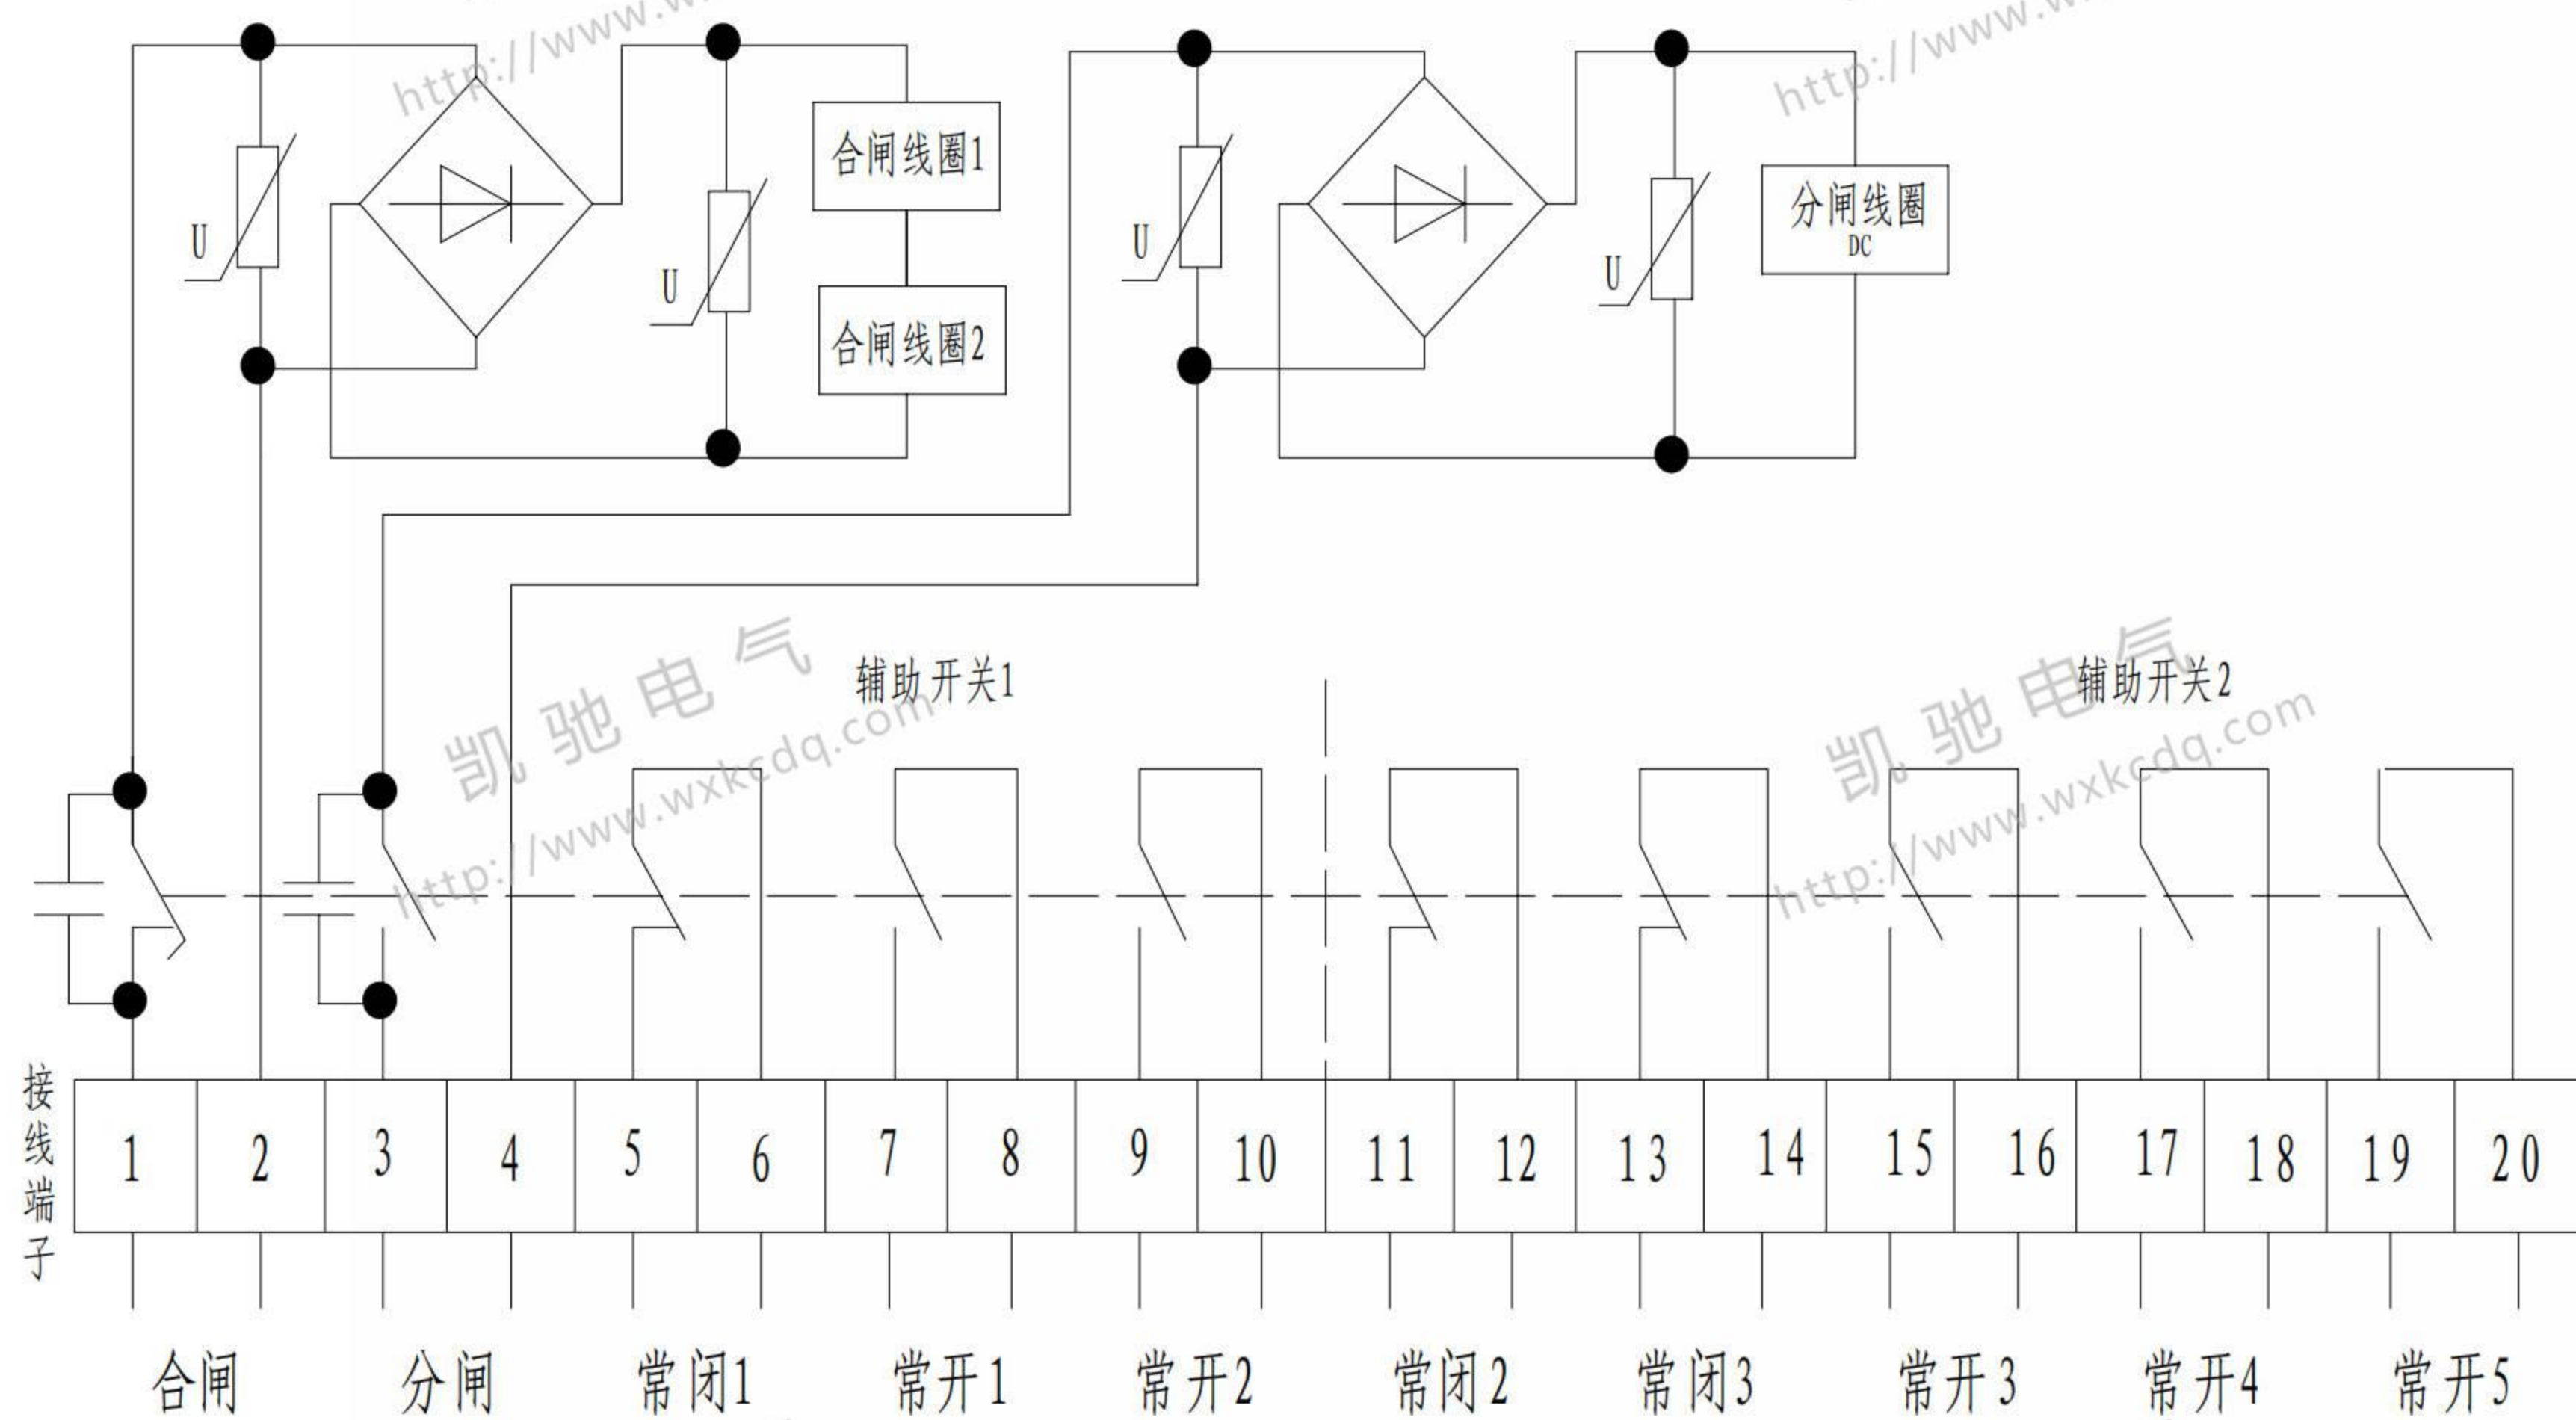 http://www.w
http://www.w
合闸线圈1
U
U
合闸线圈2
U
U
分闸线圈
DC
凯驰电气
http://www.wxkcdq.com
辅助开关1
凯驰电气
http://www.wxkcdq.com
辅助开关2
接线端子
1 2 3 4 5 6 7 8 9 10 11 12 13 14 15 16 17 18 19 20
合闸 分闸 常闭1 常开1 常开2 常闭2 常闭3 常开3 常开4 常开5